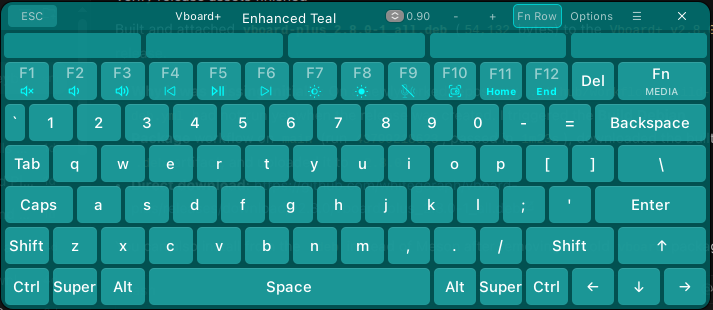 ESC Vboard+ Enhanced Teal 0.90 - + Fn Row Options ☰ ×
F1 F2 F3 F4 F5 F6 F7 F8 F9 F10 F11 Home F12 End Del Fn MEDIA
` 1 2 3 4 5 6 7 8 9 0 - = Backspace
Tab q w e r t y u i o p [ ] \
Caps a s d f g h j k l ; ' Enter
Shift z x c v b n m , . / Shift ↑
Ctrl Super Alt Space Alt Super Ctrl ← ↓ →